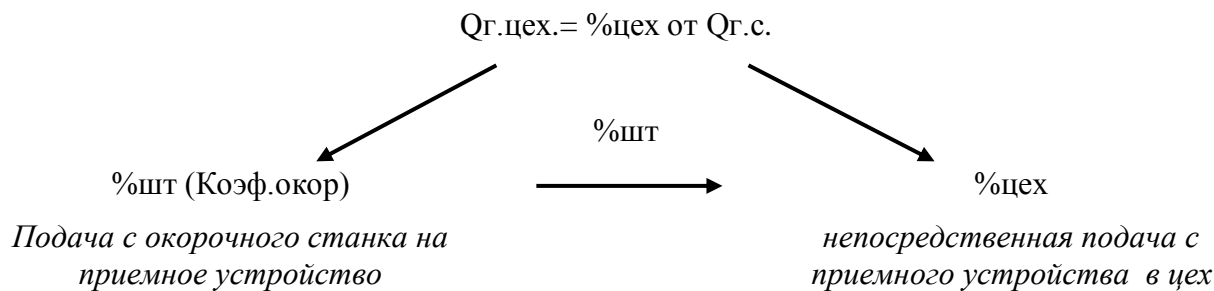 Qг.цех.= %цех от Qг.с.
%шт
%шт (Коэф.окор)
%цех
Подача с окорочного станка на
приемное устройство
непосредственная подача с
приемного устройства в цех